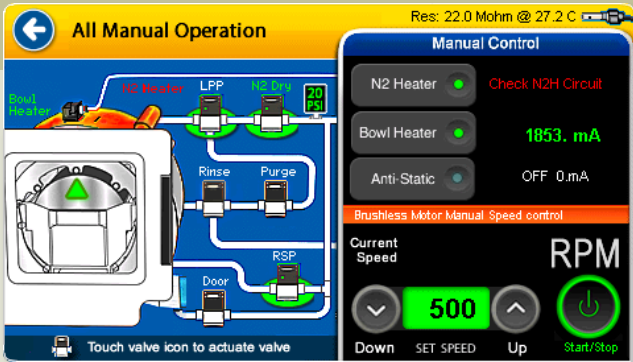 All Manual Operation
Res: 22.0 Mohm @ 27.2 C
Manual Control
N2 Heater
LPP
N2 Dry
20
PSI
Bowl
Heater
N2 Heater
Check N2H Circuit
Bowl Heater
1853. mA
Rinse
Purge
Anti-Static
OFF 0.mA
Brushless Motor Manual Speed control
Current
Speed
RPM
RSP
Door
500
Down
SET SPEED
Up
Start/Stop
Touch valve icon to actuate valve